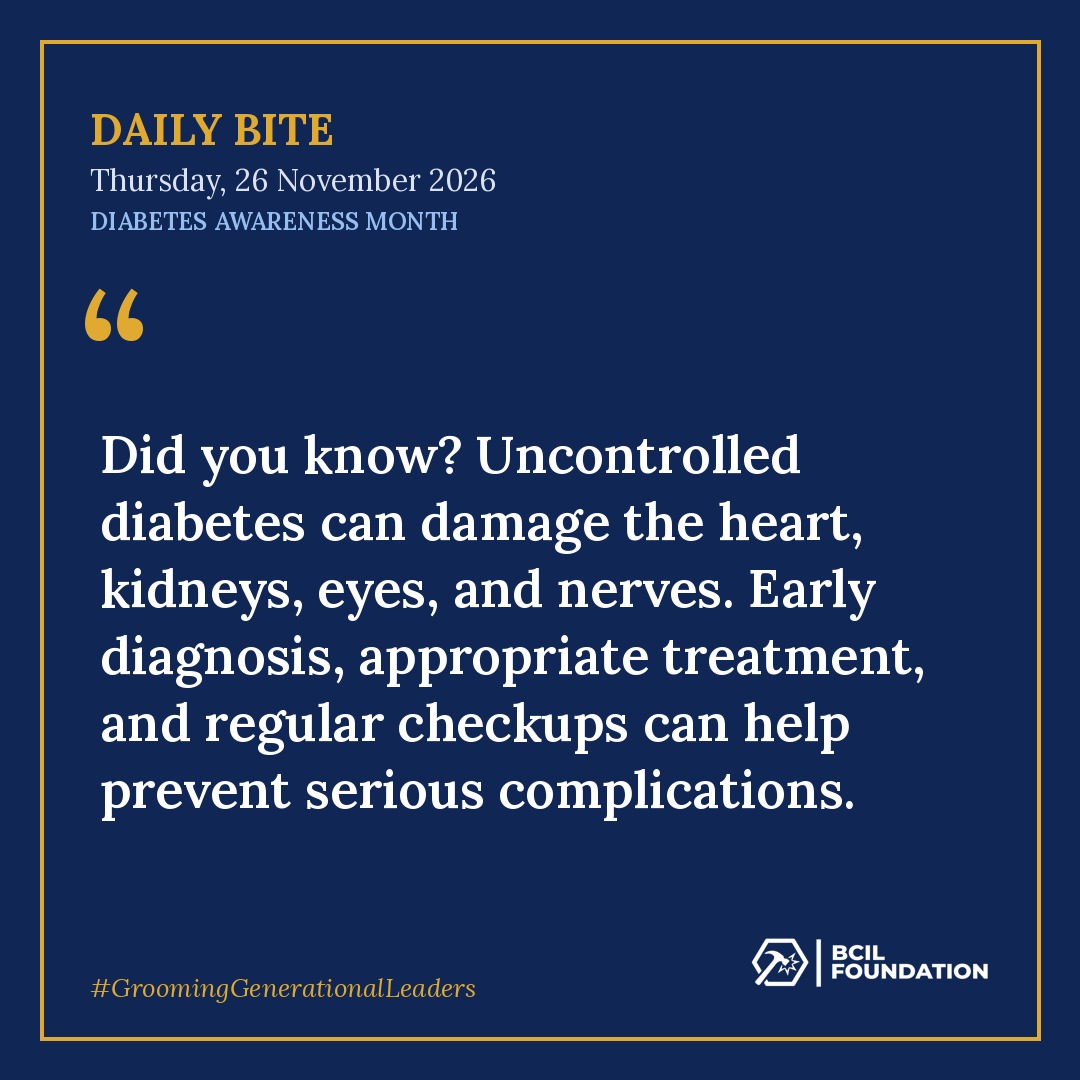 DAILY BITE
Thursday, 26 November 2026
DIABETES AWARENESS MONTH
“
Did you know? Uncontrolled
diabetes can damage the heart,
kidneys, eyes, and nerves. Early
diagnosis, appropriate treatment,
and regular checkups can help
prevent serious complications.
#GroomingGenerationalLeaders
BCIL
FOUNDATION